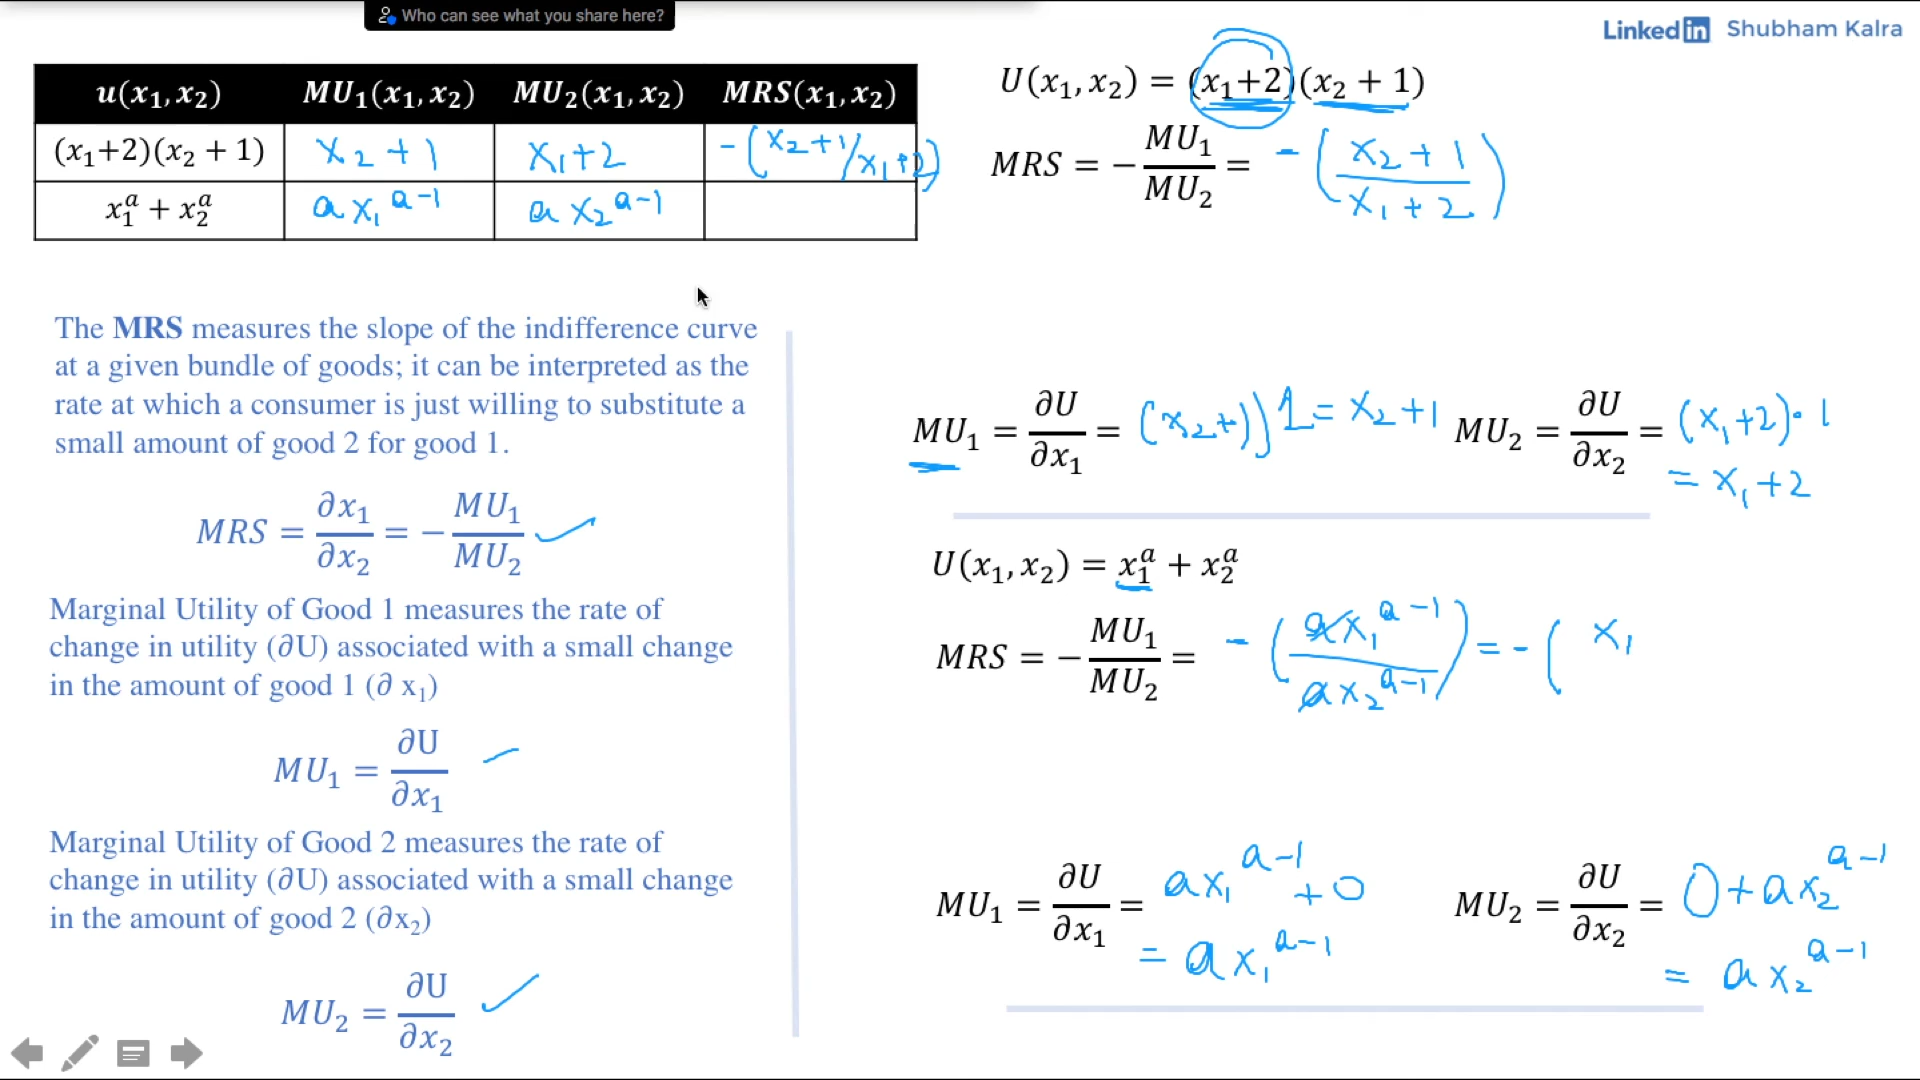 Who can see what you share here?
Linked in Shubham Kalra
u(x₁, x₂) MU₁(x₁, x₂) MU₂(x₁, x₂) MRS(x₁, x₂)
(x₁+2)(x₂ + 1) x₂ + 1 x₁ + 2 -(x₂+1/x₁+2)
x₁ᵃ + x₂ᵃ ax₁ᵃ⁻¹ ax₂ᵃ⁻¹
The MRS measures the slope of the indifference curve
at a given bundle of goods; it can be interpreted as the
rate at which a consumer is just willing to substitute a
small amount of good 2 for good 1.
MRS = ∂x₁/∂x₂ = − MU₁/MU₂
Marginal Utility of Good 1 measures the rate of
change in utility (∂U) associated with a small change
in the amount of good 1 (∂ x₁)
MU₁ = ∂U/∂x₁
Marginal Utility of Good 2 measures the rate of
change in utility (∂U) associated with a small change
in the amount of good 2 (∂x₂)
MU₂ = ∂U/∂x₂
U(x₁, x₂) = (x₁+2)(x₂ + 1)
MRS = − MU₁/MU₂ = -(x₂+1/x₁+2)
MU₁ = ∂U/∂x₁ = (x₂+1)1 = x₂+1
MU₂ = ∂U/∂x₂ = (x₁+2)·1
= x₁+2
U(x₁, x₂) = x₁ᵃ + x₂ᵃ
MRS = − MU₁/MU₂ = -(ax₁ᵃ⁻¹/ax₂ᵃ⁻¹) = -( x₁
MU₁ = ∂U/∂x₁ = ax₁ᵃ⁻¹ + 0
= ax₁ᵃ⁻¹
MU₂ = ∂U/∂x₂ = 0 + ax₂ᵃ⁻¹
= ax₂ᵃ⁻¹